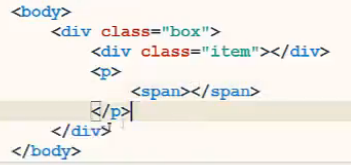 <body>
<div class="box">
<div class="item"></div>
<p>
<span></span>
</p>
</div>
</body>